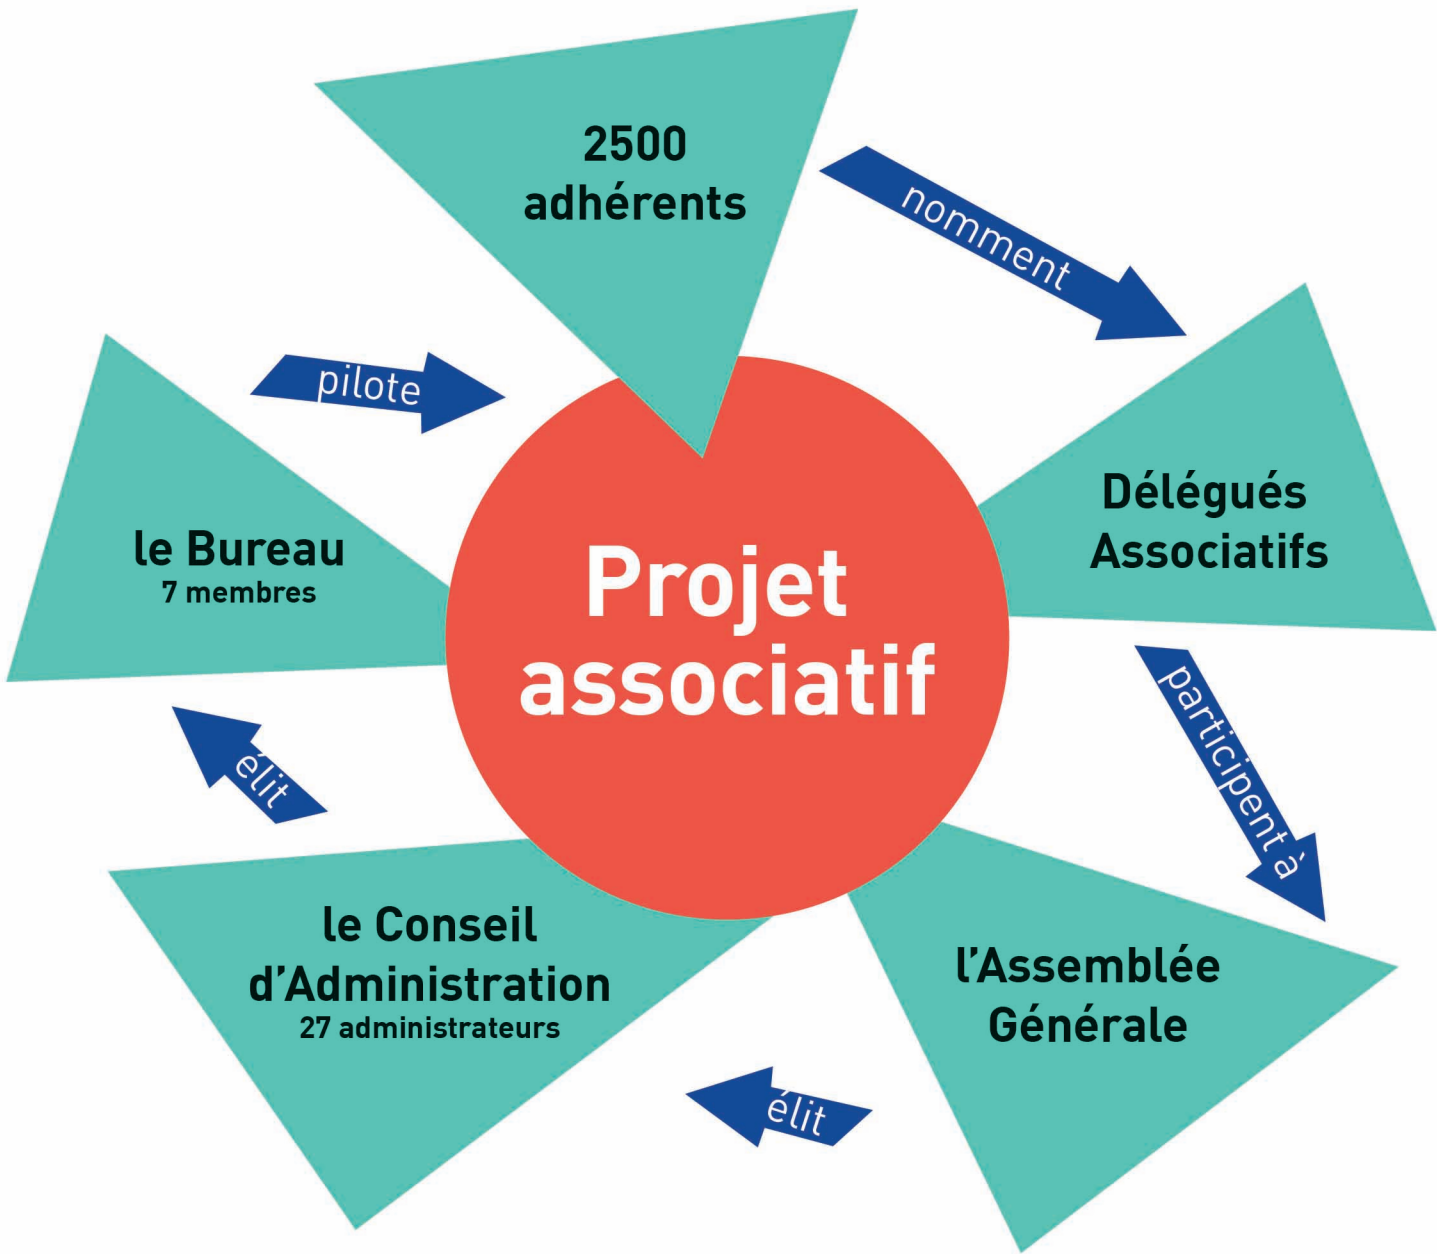 2500
adhérents
nomment
Délégués
Associatifs
participent à
l'Assemblée
Générale
élit
le Conseil
d'Administration
27 administrateurs
élit
le Bureau
7 membres
pilote
Projet
associatif